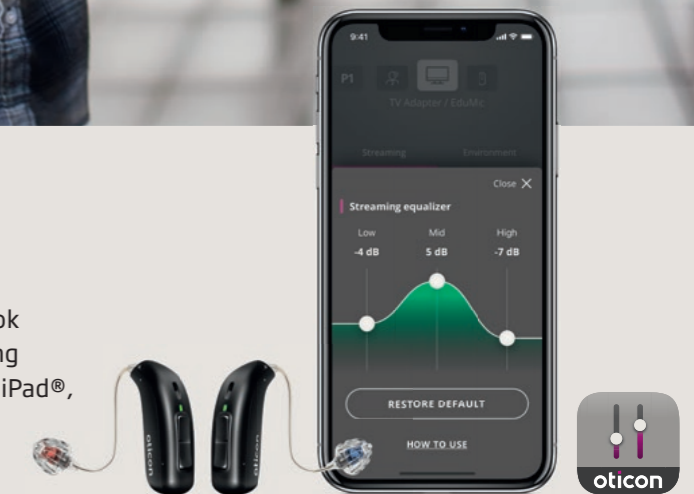 9:41
P1
TV Adapter / EduMic
Streaming Environment
Close X
Streaming equalizer
Low Mid High
-4 dB 5 dB -7 dB
RESTORE DEFAULT
HOW TO USE
ok
ng
iPad®,
oticon
oticon
oticon